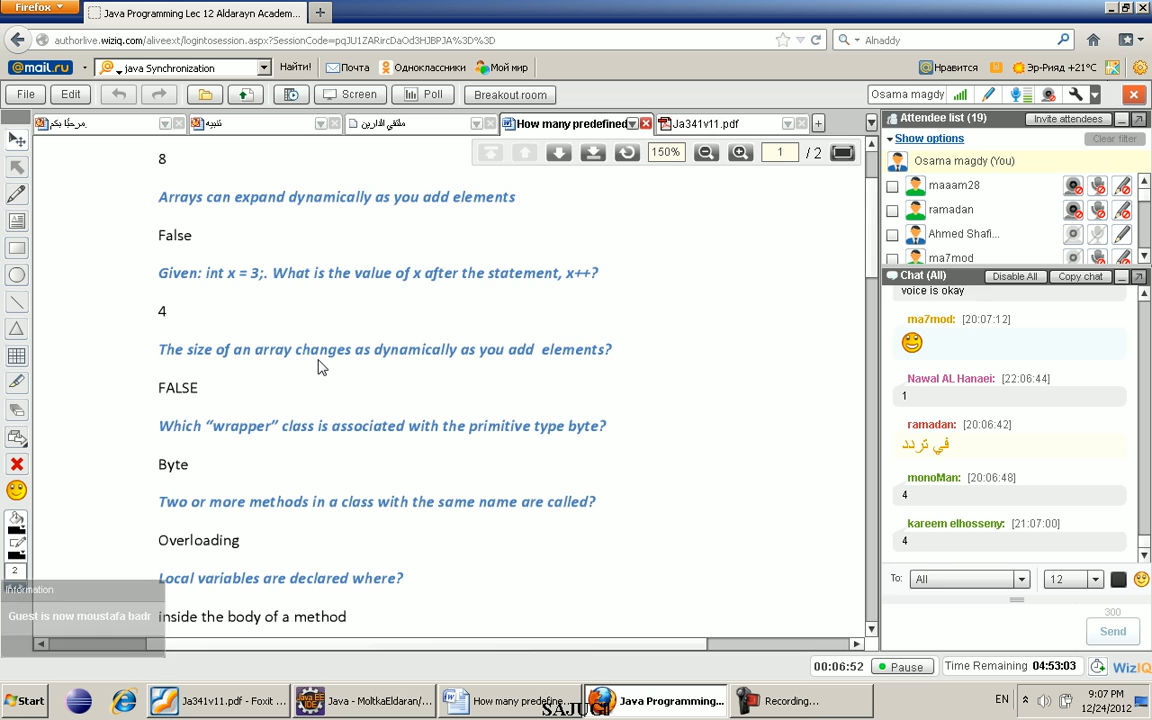 Firefox
Java Programming Lec 12 Aldarayn Academ...
authorlive.wiziq.com/aliveext/logintosession.aspx?SessionCode=pqJU1ZARircDaOd3HJBPJA%3D%3D
Alnaddy
@mail.ru
java Synchronization
Найти!
Почта
Одноклассники
Мой мир
Нравится
Эр-Рияд +21°C
File
Edit
Screen
Poll
Breakout room
Osama magdy
مرحبًا بكم.
تنبيه
ملتقي الدارين
How many predefined
Ja341v11.pdf
Attendee list (19)
Invite attendees
Show options
Clear filter
Osama magdy (You)
maaam28
ramadan
Ahmed Shafi...
ma7mod
150%
1
/ 2
8
Arrays can expand dynamically as you add elements
False
Given: int x = 3;. What is the value of x after the statement, x++?
4
The size of an array changes as dynamically as you add elements?
FALSE
Which “wrapper” class is associated with the primitive type byte?
Byte
Two or more methods in a class with the same name are called?
Overloading
Local variables are declared where?
inside the body of a method
2
Information
Guest is now moustafa badr
Chat (All)
Disable All
Copy chat
voice is okay
ma7mod: [20:07:12]
Nawal AL Hanaei: [22:06:44]
1
ramadan: [20:06:42]
في تردد
monoMan: [20:06:48]
4
kareem elhosseny: [21:07:00]
4
To:
All
12
300
Send
00:06:52
Pause
Time Remaining 04:53:03
WizIQ
Start
Ja341v11.pdf - Foxit ...
Java - MoltkaEldaran/...
How many predefine...
Java Programming...
Recording...
EN
9:07 PM
12/24/2012